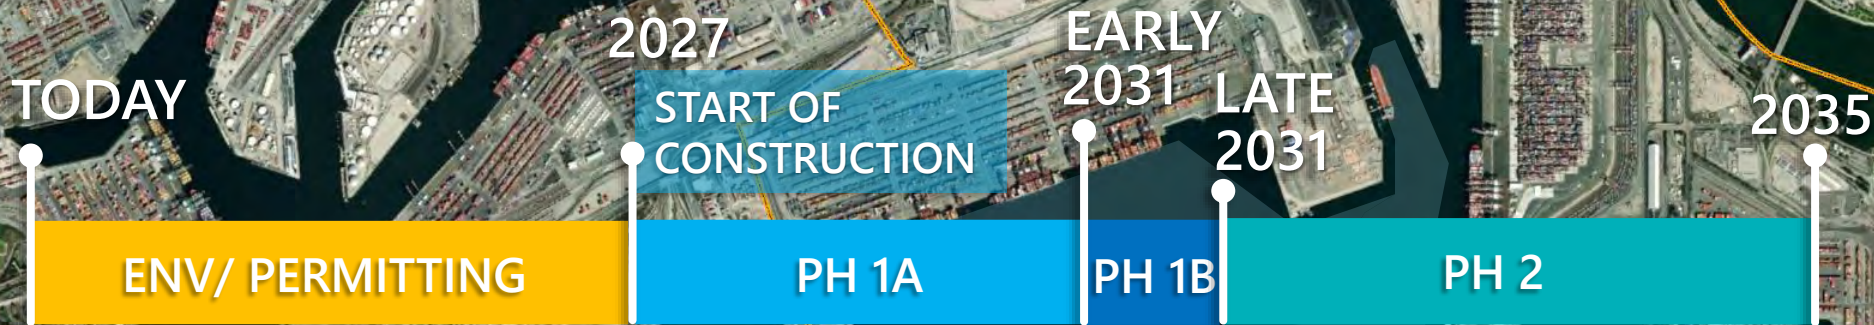 TODAY
2027
START OF
CONSTRUCTION
EARLY
2031
LATE
2031
2035
ENV/ PERMITTING
PH 1A
PH 1B
PH 2